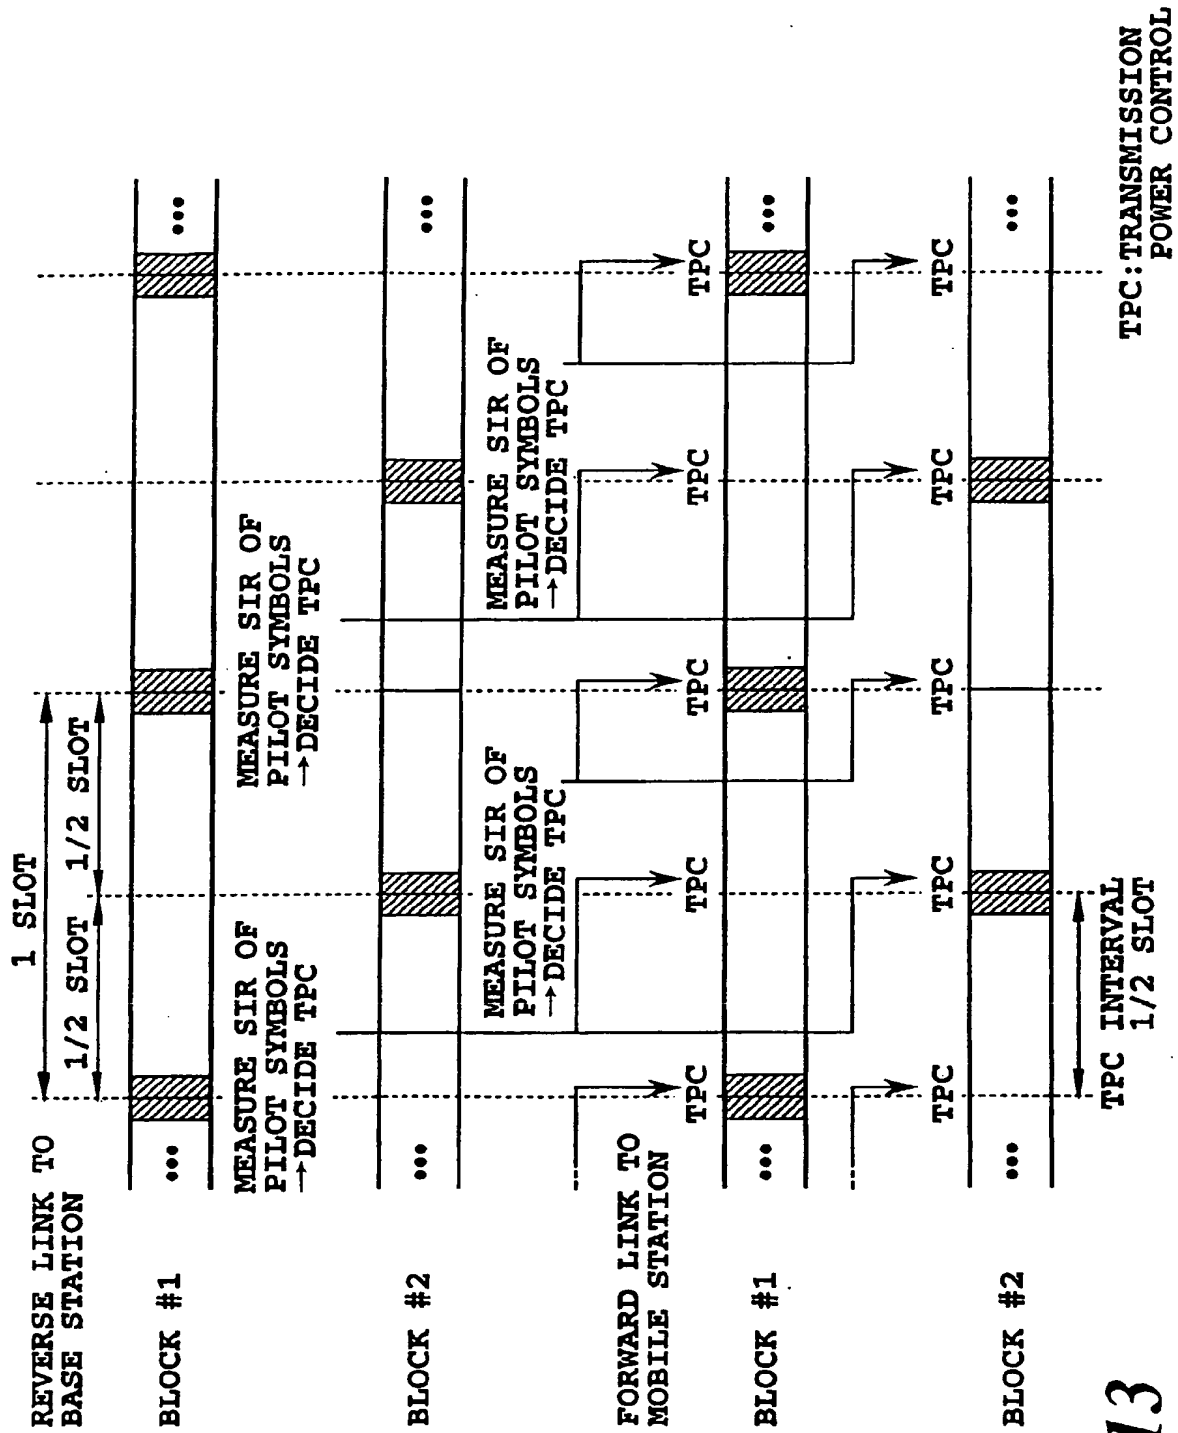 REVERSE LINK TO
BASE STATION
1 SLOT
1/2 SLOT
1/2 SLOT
BLOCK #1
...
...
MEASURE SIR OF
PILOT SYMBOLS
→DECIDE TPC
MEASURE SIR OF
PILOT SYMBOLS
→DECIDE TPC
BLOCK #2
...
...
MEASURE SIR OF
PILOT SYMBOLS
→DECIDE TPC
MEASURE SIR OF
PILOT SYMBOLS
→DECIDE TPC
FORWARD LINK TO
MOBILE STATION
TPC
TPC
TPC
TPC
TPC
BLOCK #1
...
...
TPC
TPC
TPC
TPC
TPC
BLOCK #2
...
...
TPC INTERVAL
1/2 SLOT
TPC:TRANSMISSION
POWER CONTROL
13